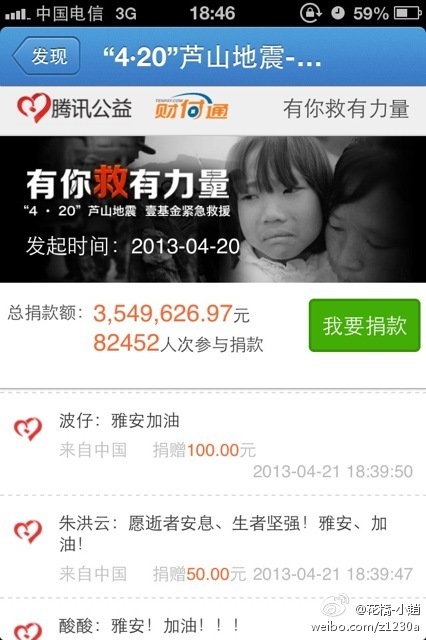 中国电信 3G 18:46 59%
发现 “4·20”芦山地震-...
腾讯公益 TENPAY.COM 财付通 有你救有力量
有你救有力量
“4·20”芦山地震 壹基金紧急救援
发起时间：2013-04-20
总捐款额：3,549,626.97元
82452人次参与捐款
我要捐款
波仔：雅安加油
来自中国 捐赠100.00元
2013-04-21 18:39:50
朱洪云：愿逝者安息、生者坚强！雅安、加
油！
来自中国 捐赠50.00元 2013-04-21 18:39:47
酸酸：雅安！加油！！！
weibo.com/z1230a